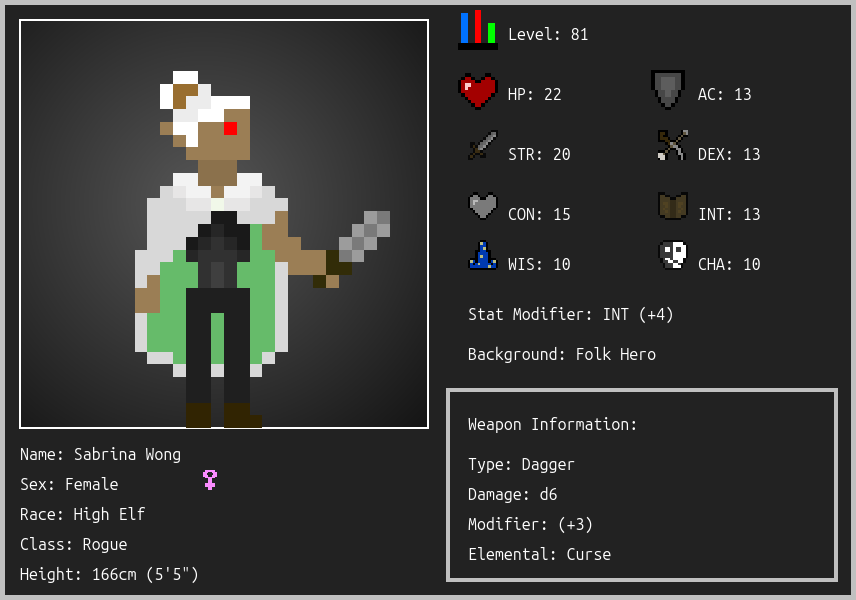 Level: 81
HP: 22
AC: 13
STR: 20
DEX: 13
CON: 15
INT: 13
WIS: 10
CHA: 10
Stat Modifier: INT (+4)
Background: Folk Hero
Weapon Information:
Type: Dagger
Damage: d6
Modifier: (+3)
Elemental: Curse
Name: Sabrina Wong
Sex: Female
Race: High Elf
Class: Rogue
Height: 166cm (5'5")